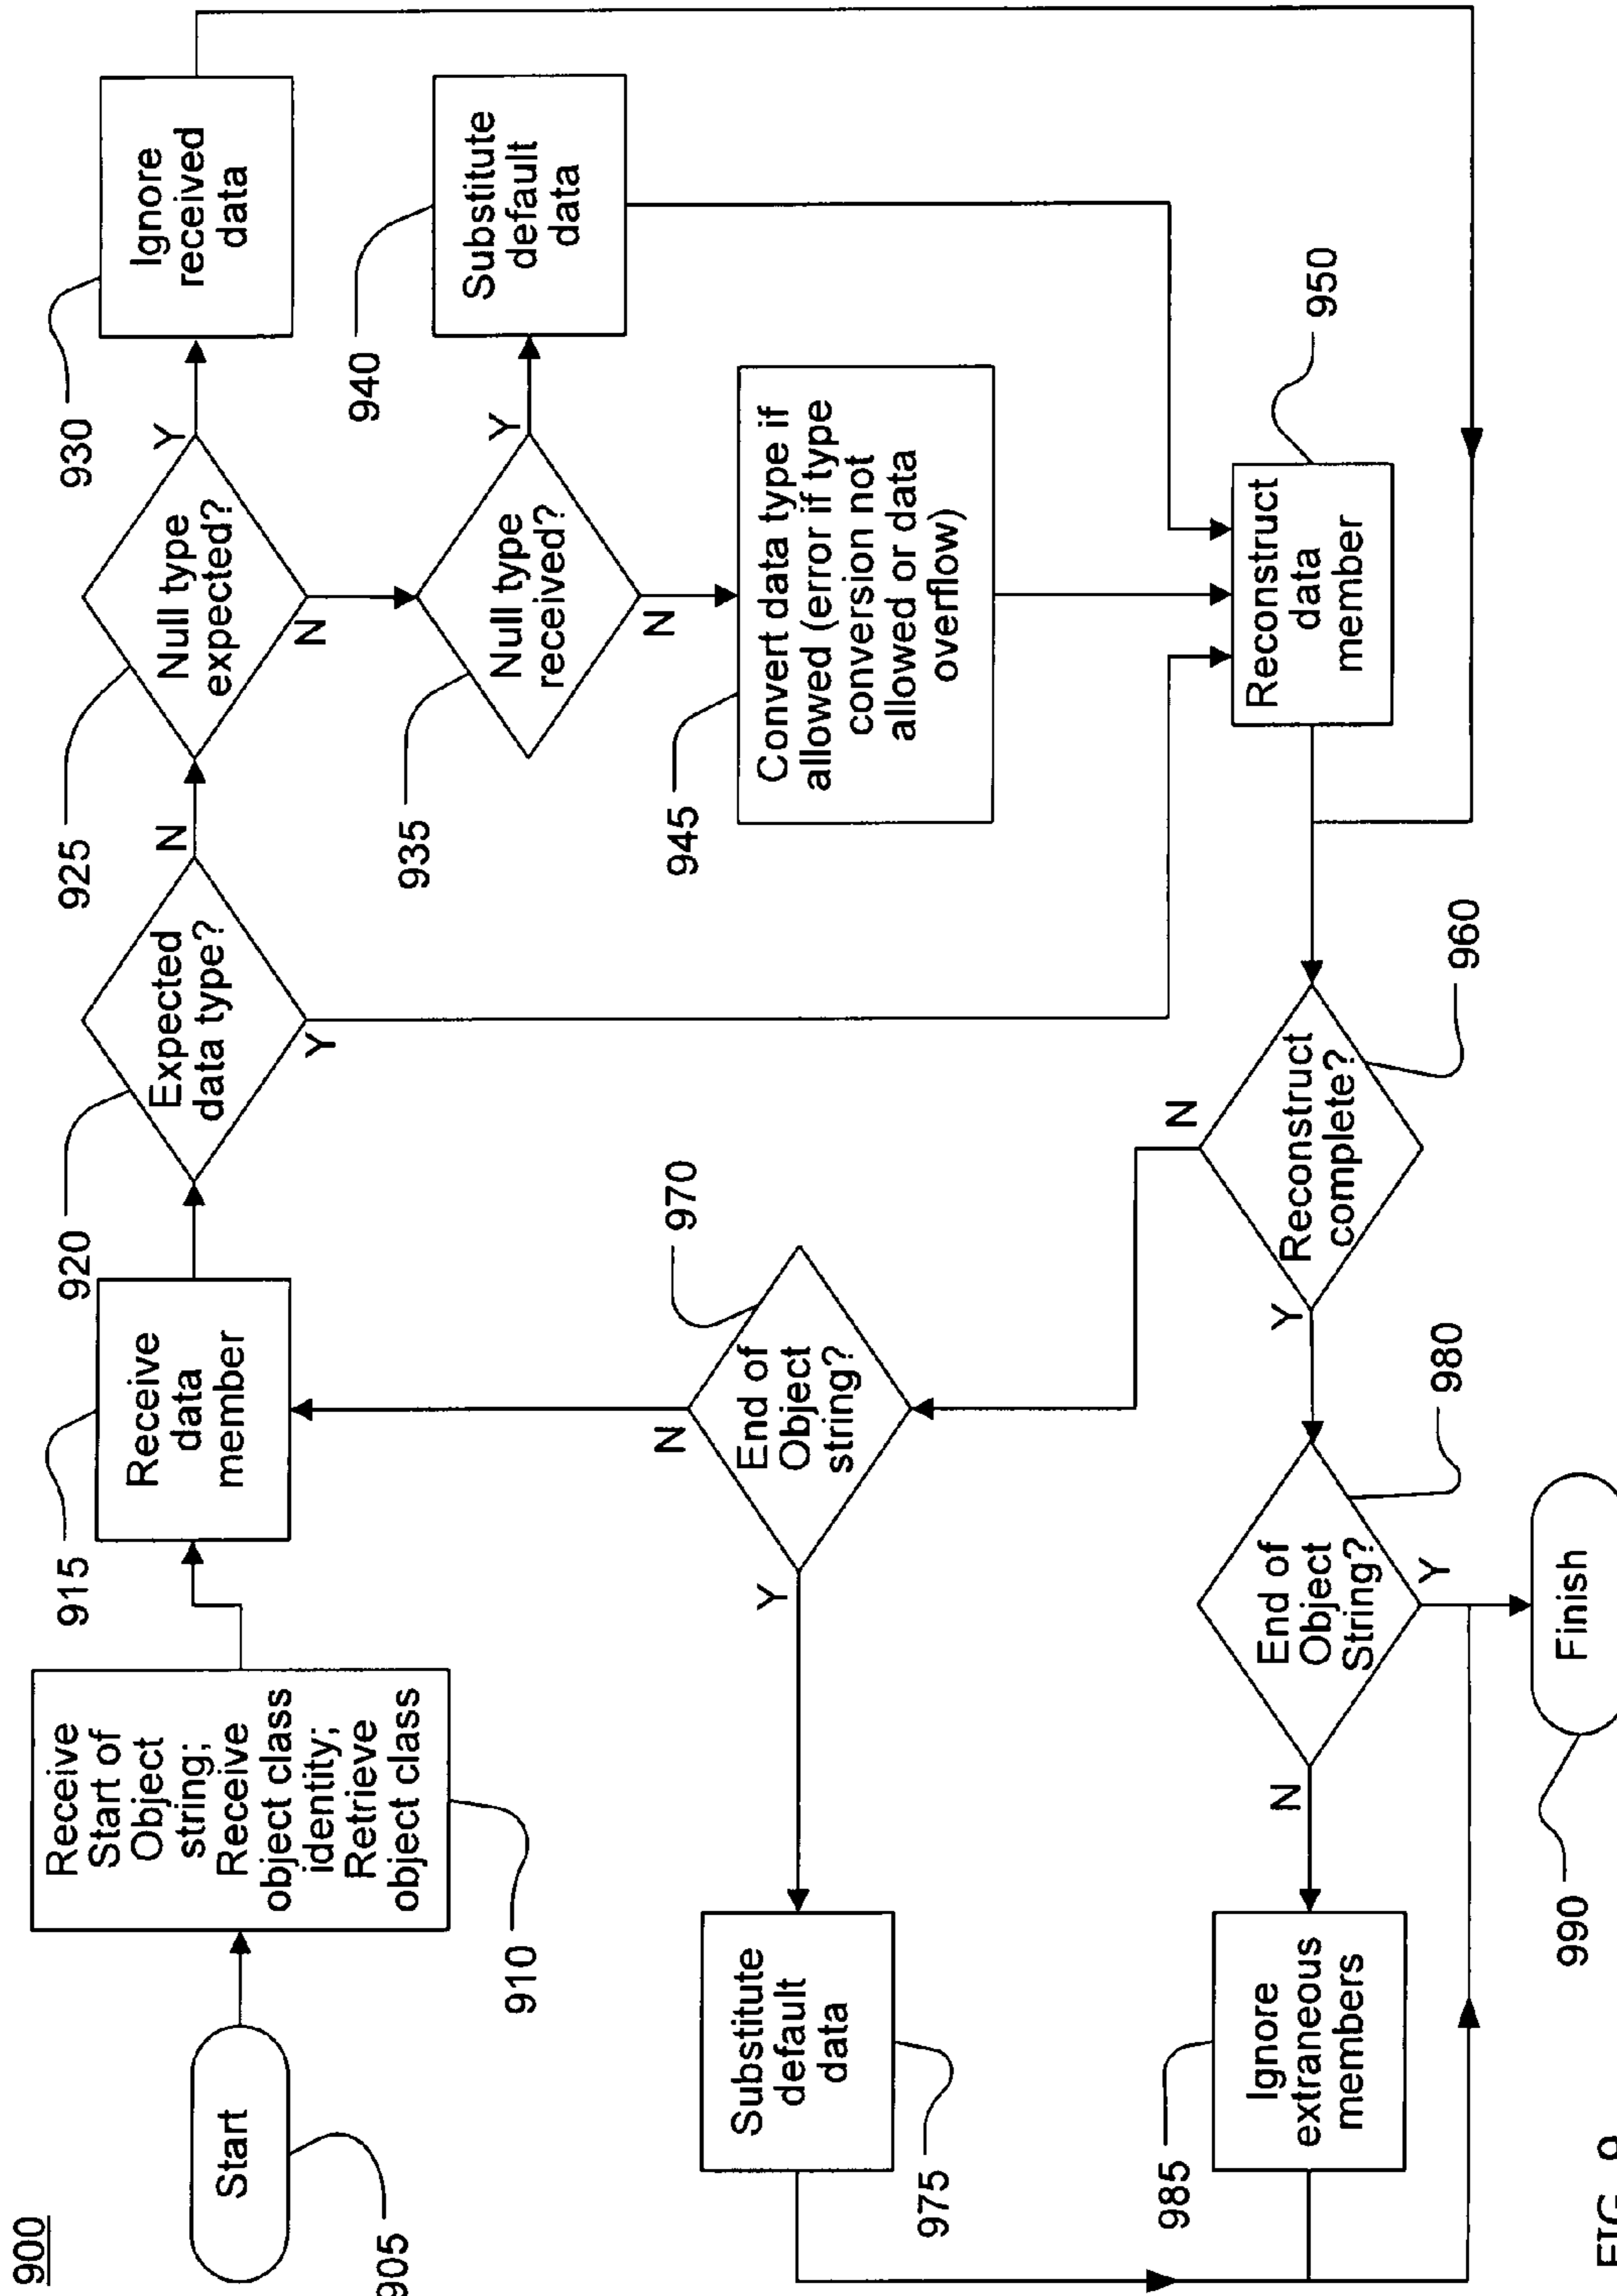 900
Start
905
Receive
Start of
Object
string;
Receive
object class
identity;
Retrieve
object class
910
Receive
data
member
915
Expected
data type?
920
N
Y
Null type
expected?
925
Y
N
Ignore
received
data
930
Null type
received?
935
Y
N
Substitute
default
data
940
Convert data type if
allowed (error if type
conversion not
allowed or data
overflow)
945
Reconstruct
data
member
950
Reconstruct
complete?
960
N
Y
End of
Object
string?
970
N
Y
Substitute
default
data
975
End of
Object
String?
980
N
Y
Ignore
extraneous
members
985
Finish
990
FIG. 9